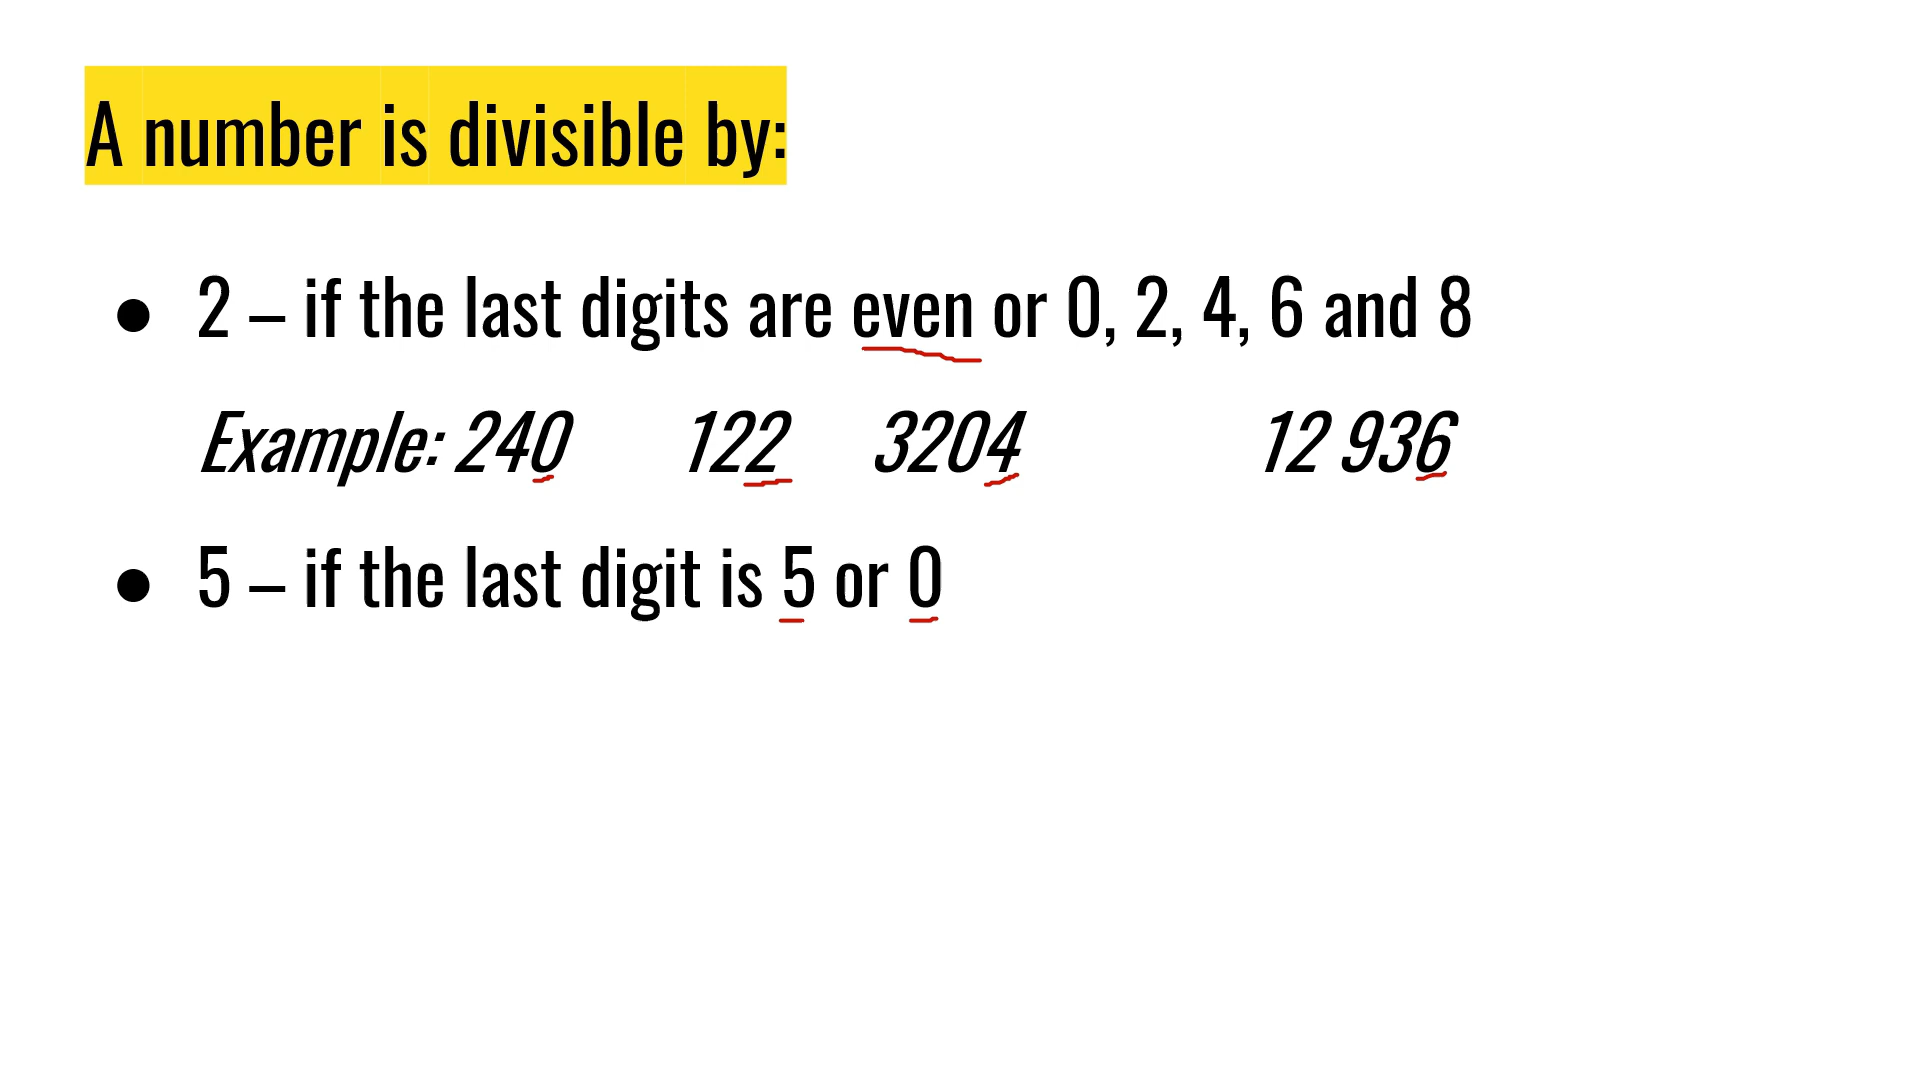 A number is divisible by:
● 2 – if the last digits are even or 0, 2, 4, 6 and 8
Example: 240 122 3204 12 936
● 5 – if the last digit is 5 or 0